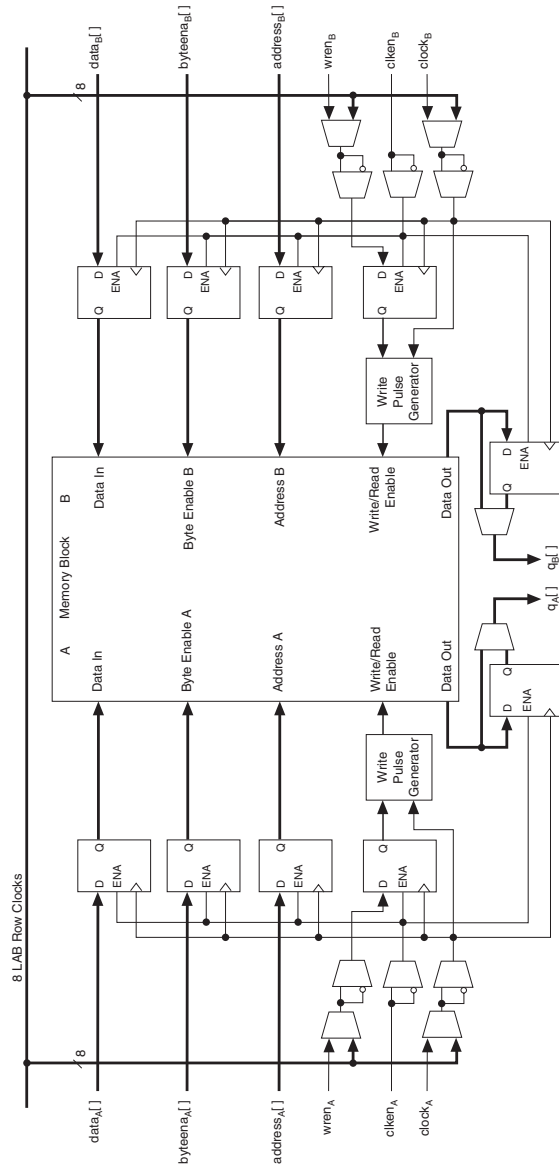 8 LAB Row Clocks
8
8
data_A[ ]
byteena_A[ ]
address_A[ ]
wren_A
clken_A
clock_A
D Q
ENA
D Q
ENA
D Q
ENA
D Q
ENA
Write
Pulse
Generator
A Memory Block B
Data In
Byte Enable A
Address A
Write/Read
Enable
Data Out
Data In
Byte Enable B
Address B
Write/Read
Enable
Data Out
D Q
ENA
q_A[ ]
q_B[ ]
Q D
ENA
Write
Pulse
Generator
Q D
ENA
Q D
ENA
Q D
ENA
Q D
ENA
data_B[ ]
byteena_B[ ]
address_B[ ]
wren_B
clken_B
clock_B